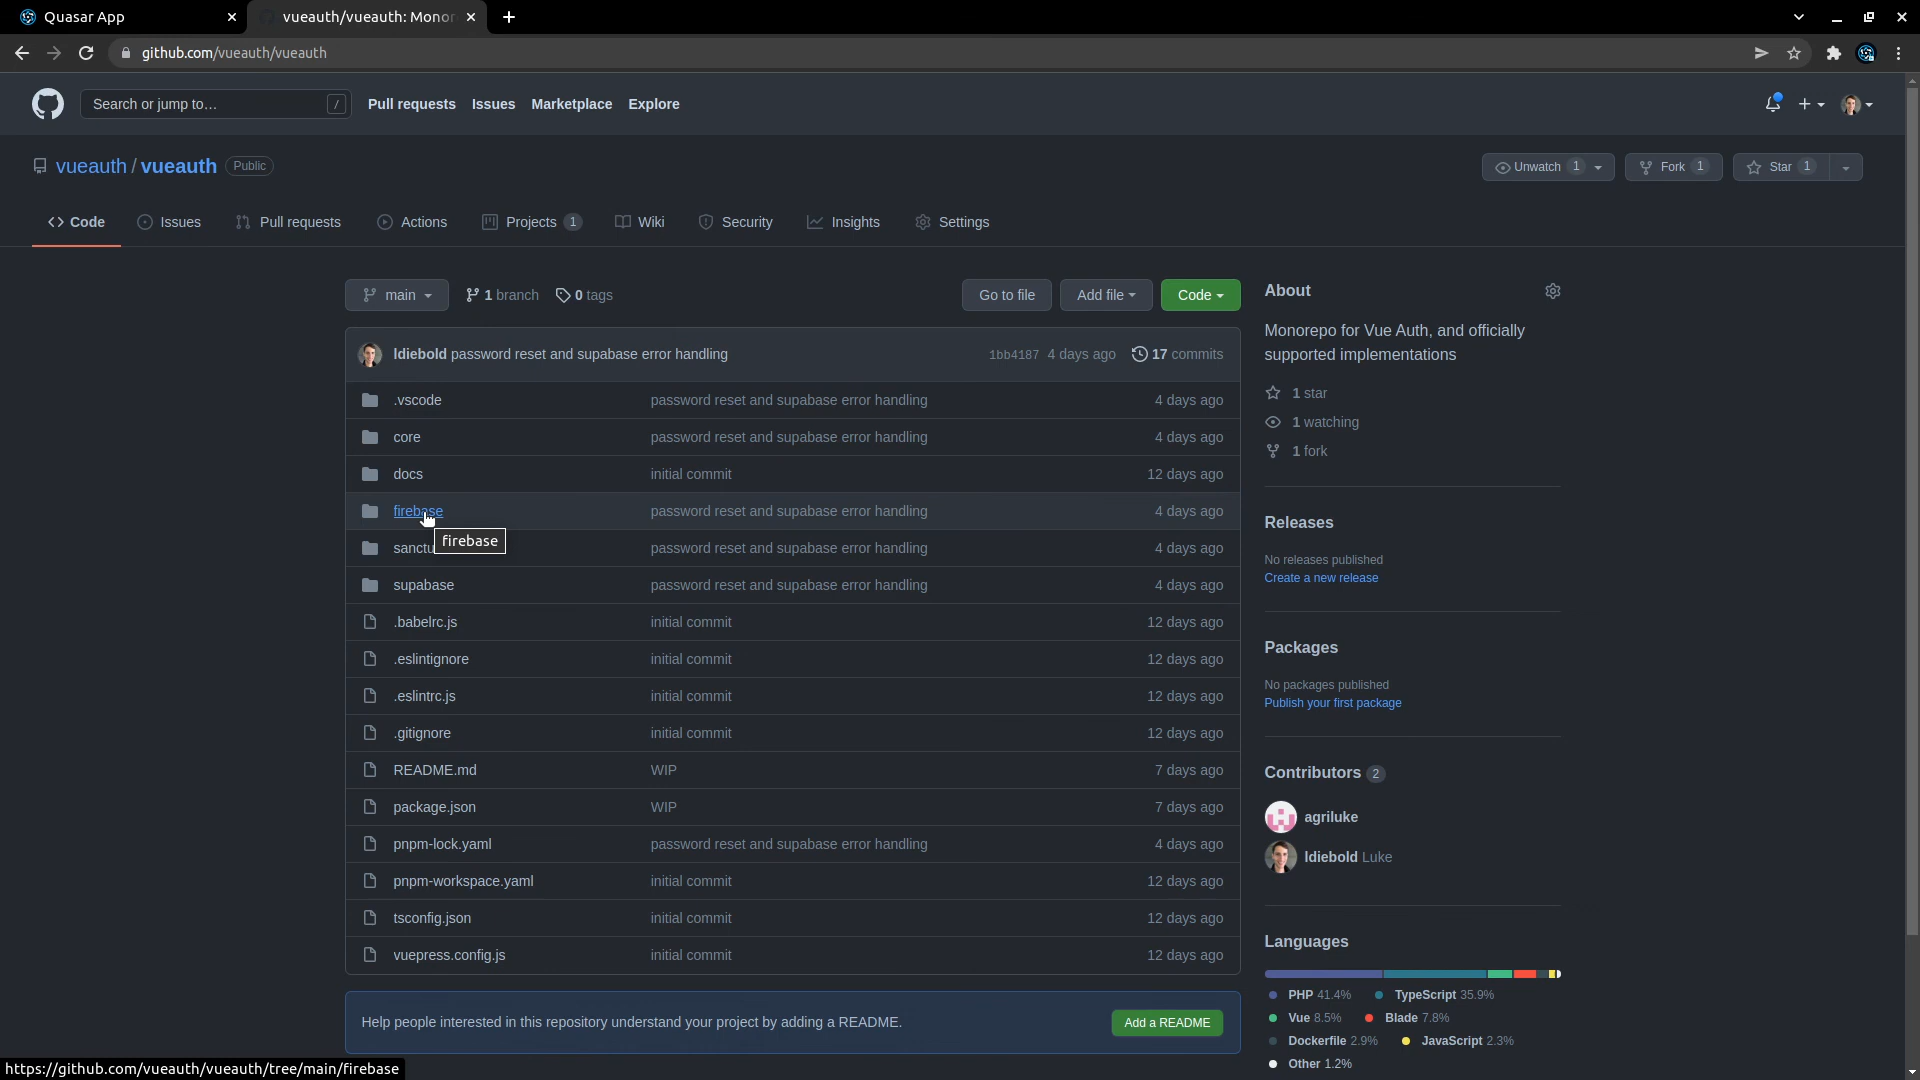 Quasar App
vueauth/vueauth: Monor
github.com/vueauth/vueauth
Search or jump to… /
Pull requests Issues Marketplace Explore
vueauth / vueauth Public
Unwatch 1 Fork 1 Star 1
Code Issues Pull requests Actions Projects 1 Wiki Security Insights Settings
main 1 branch 0 tags Go to file Add file Code
ldiebold password reset and supabase error handling 1bb4187 4 days ago 17 commits
.vscode password reset and supabase error handling 4 days ago
core password reset and supabase error handling 4 days ago
docs initial commit 12 days ago
firebase password reset and supabase error handling 4 days ago
firebase
sanctu password reset and supabase error handling 4 days ago
supabase password reset and supabase error handling 4 days ago
.babelrc.js initial commit 12 days ago
.eslintignore initial commit 12 days ago
.eslintrc.js initial commit 12 days ago
.gitignore initial commit 12 days ago
README.md WIP 7 days ago
package.json WIP 7 days ago
pnpm-lock.yaml password reset and supabase error handling 4 days ago
pnpm-workspace.yaml initial commit 12 days ago
tsconfig.json initial commit 12 days ago
vuepress.config.js initial commit 12 days ago
Help people interested in this repository understand your project by adding a README. Add a README
About
Monorepo for Vue Auth, and officially
supported implementations
1 star
1 watching
1 fork
Releases
No releases published
Create a new release
Packages
No packages published
Publish your first package
Contributors 2
agriluke
ldiebold Luke
Languages
PHP 41.4% TypeScript 35.9%
Vue 8.5% Blade 7.8%
Dockerfile 2.9% JavaScript 2.3%
Other 1.2%
https://github.com/vueauth/vueauth/tree/main/firebase